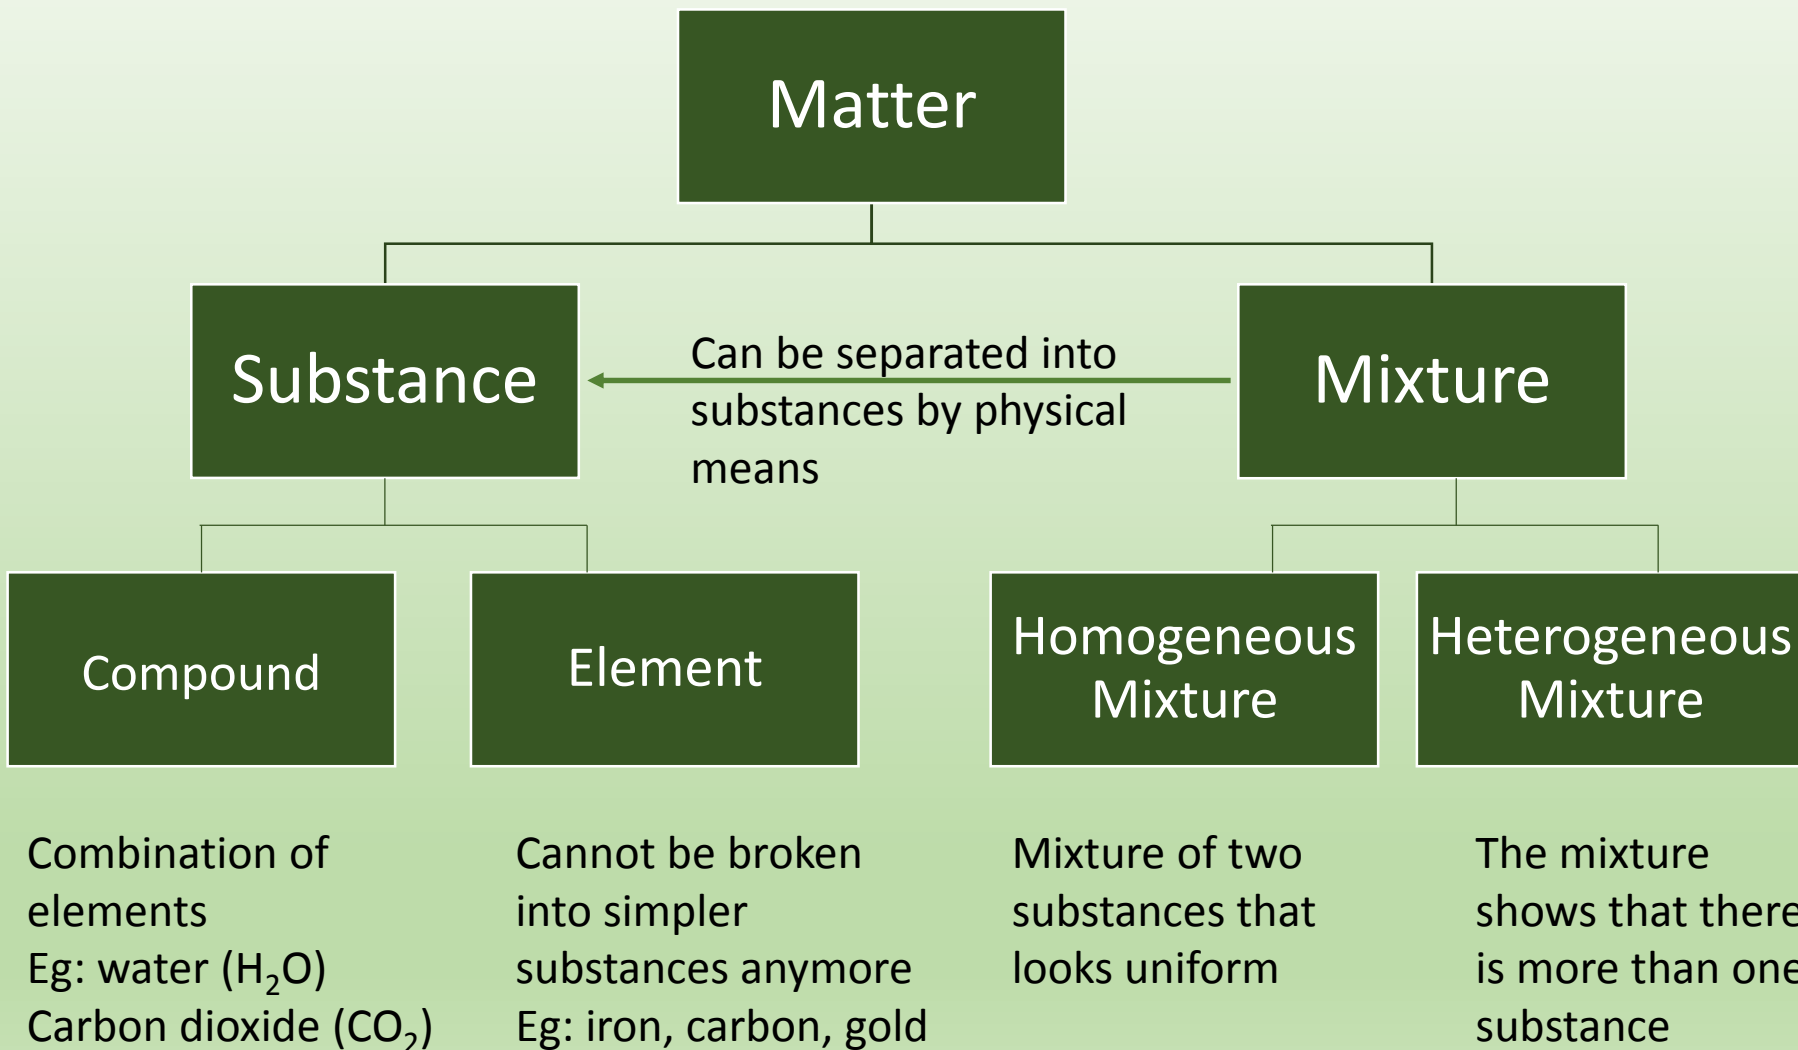 Matter
Substance
Can be separated into
substances by physical
means
Mixture
Compound
Element
Homogeneous
Mixture
Heterogeneous
Mixture
Combination of
elements
Eg: water (H₂O)
Carbon dioxide (CO₂)
Cannot be broken
into simpler
substances anymore
Eg: iron, carbon, gold
Mixture of two
substances that
looks uniform
The mixture
shows that there
is more than one
substance